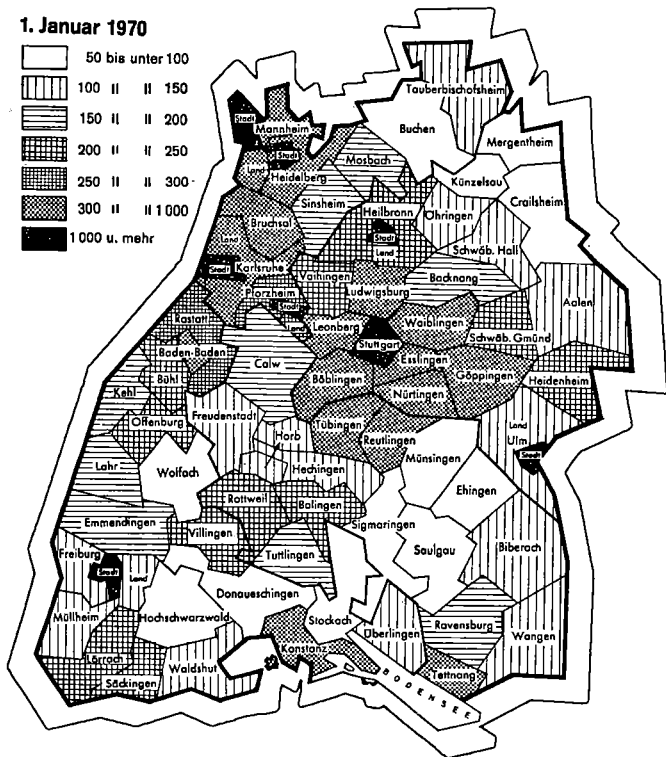 1. Januar 1970
50 bis unter 100
100 " " 150
150 " " 200
200 " " 250
250 " " 300
300 " " 1 000
1 000 u. mehr
Tauberbischofsheim
Stadt
Mannheim
Buchen
Mergentheim
Stadt
Land
Heidelberg
Mosbach
Künzelsau
Crailsheim
Sinsheim
Heilbronn
Stadt
Land
Öhringen
Schwäb. Hall
Bruchsal
Land
Stadt
Karlsruhe
Pforzheim
Stadt
Land
Vaihingen
Ludwigsburg
Backnang
Aalen
Rastatt
Leonberg
Stuttgart
Waiblingen
Schwäb. Gmünd
Baden-Baden
Calw
Esslingen
Bühl
Böblingen
Göppingen
Heidenheim
Kehl
Nürtingen
Freudenstadt
Offenburg
Tübingen
Horb
Reutlingen
Land
Ulm
Stadt
Lahr
Wolfach
Hechingen
Münsingen
Ehingen
Rottweil
Balingen
Emmendingen
Sigmaringen
Villingen
Saulgau
Biberach
Freiburg
Stadt
Land
Tuttlingen
Donaueschingen
Hochschwarzwald
Stockach
Müllheim
Überlingen
Ravensburg
Wangen
Konstanz
Lörrach
Waldshut
Säckingen
Tettnang
BODENSEE